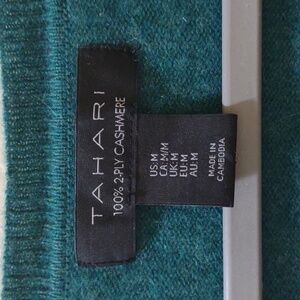 TAHARI
100% 2-PLY CASHMERE
US:M
CA:M/M
UK:M
EU:M
AU:M
MADE IN
CAMBODIA